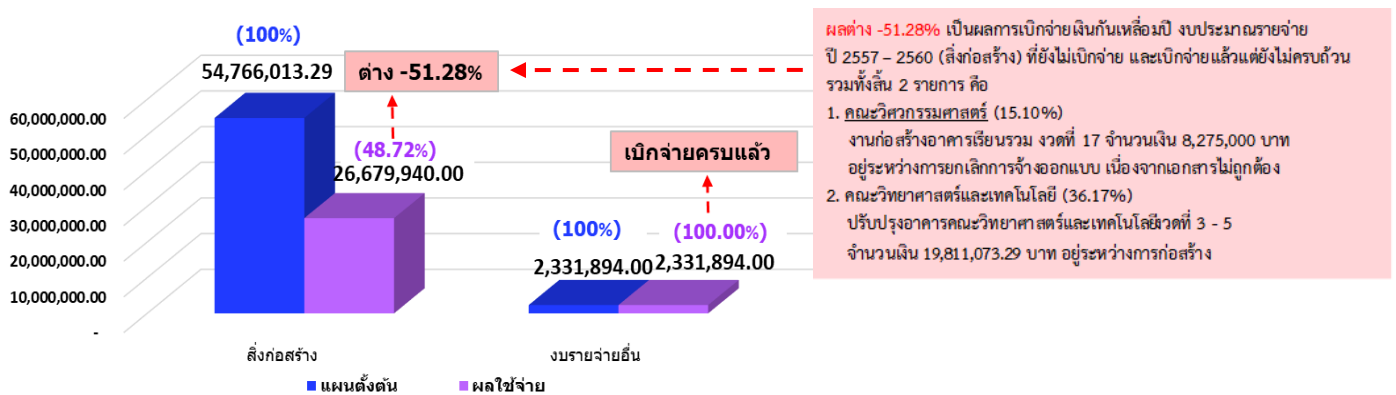 (100%)
54,766,013.29
ต่าง -51.28%
60,000,000.00
50,000,000.00
40,000,000.00
30,000,000.00
20,000,000.00
10,000,000.00
-
(48.72%)
26,679,940.00
เบิกจ่ายครบแล้ว
(100%)
2,331,894.00
(100.00%)
2,331,894.00
สิ่งก่อสร้าง
งบรายจ่ายอื่น
แผนตั้งต้น
ผลใช้จ่าย
ผลต่าง -51.28% เป็นผลการเบิกจ่ายเงินกันเหลื่อมปี งบประมาณรายจ่าย
ปี 2557 – 2560 (สิ่งก่อสร้าง) ที่ยังไม่เบิกจ่าย และเบิกจ่ายแล้วแต่ยังไม่ครบถ้วน
รวมทั้งสิ้น 2 รายการ คือ
1. คณะวิศวกรรมศาสตร์ (15.10%)
งานก่อสร้างอาคารเรียนรวม งวดที่ 17 จำนวนเงิน 8,275,000 บาท
อยู่ระหว่างการยกเลิกการจ้างออกแบบ เนื่องจากเอกสารไม่ถูกต้อง
2. คณะวิทยาศาสตร์และเทคโนโลยี (36.17%)
ปรับปรุงอาคารคณะวิทยาศาสตร์และเทคโนโลยีงวดที่ 3 - 5
จำนวนเงิน 19,811,073.29 บาท อยู่ระหว่างการก่อสร้าง